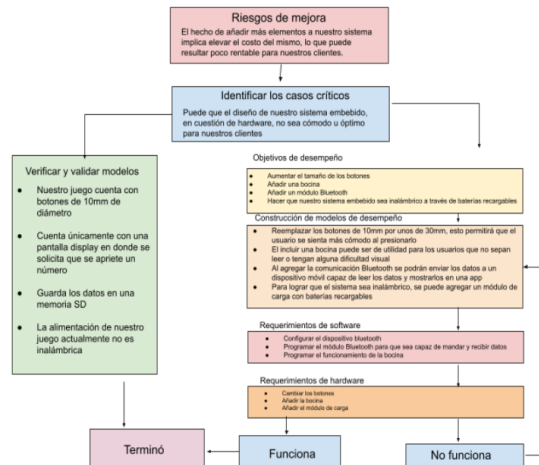 Riesgos de mejora
El hecho de añadir más elementos a nuestro sistema
implica elevar el costo del mismo, lo que puede
resultar poco rentable para nuestros clientes.
Identificar los casos críticos
Puede que el diseño de nuestro sistema embebido,
en cuestión de hardware, no sea cómodo u óptimo
para nuestros clientes
Verificar y validar modelos
● Nuestro juego cuenta con
botones de 10mm de
diámetro
● Cuenta únicamente con una
pantalla display en donde se
solicita que se apriete un
número
● Guarda los datos en una
memoria SD
● La alimentación de nuestro
juego actualmente no es
inalámbrica
Objetivos de desempeño
● Aumentar el tamaño de los botones
● Añadir una bocina
● Añadir un módulo Bluetooth
● Hacer que nuestro sistema embebido sea inalámbrico a través de baterías recargables
Construcción de modelos de desempeño
● Reemplazar los botones de 10mm por unos de 30mm, esto permitirá que el
usuario se sienta más cómodo al presionarlo
● El incluir una bocina puede ser de utilidad para los usuarios que no sepan
leer o tengan alguna dificultad visual
● Al agregar la comunicación Bluetooth se podrán enviar los datos a un
dispositivo móvil capaz de leer los datos y mostrarlos en una app
● Para lograr que el sistema sea inalámbrico, se puede agregar un módulo de
carga con baterías recargables
Requerimientos de software
● Configurar el dispositivo bluetooth
● Programar el módulo Bluetooth para que sea capaz de mandar y recibir datos
● Programar el funcionamiento de la bocina
Requerimientos de hardware
● Cambiar los botones
● Añadir la bocina
● Añadir el módulo de carga
Terminó
Funciona
No funciona